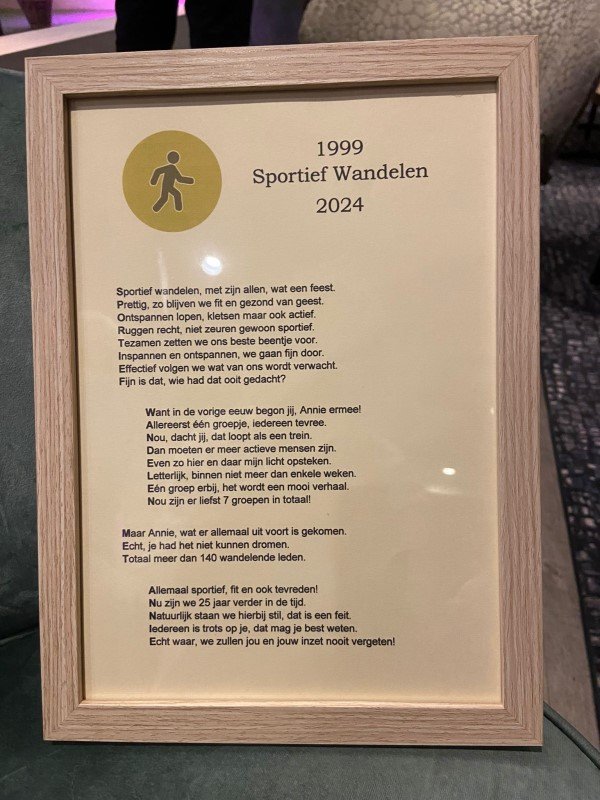 1999
Sportief Wandelen
2024
Sportief wandelen, met zijn allen, wat een feest.
Prettig, zo blijven we fit en gezond van geest.
Ontspannen lopen, kletsen maar ook actief.
Ruggen recht, niet zeuren gewoon sportief.
Tezamen zetten we ons beste beentje voor.
Inspannen en ontspannen, we gaan fijn door.
Effectief volgen we wat van ons wordt verwacht.
Fijn is dat, wie had dat ooit gedacht?
Want in de vorige eeuw begon jij, Annie ermee!
Allereerst één groepje, iedereen tevree.
Nou, dacht jij, dat loopt als een trein.
Dan moeten er meer actieve mensen zijn.
Even zo hier en daar mijn licht opsteken.
Letterlijk, binnen niet meer dan enkele weken.
Eén groep erbij, het wordt een mooi verhaal.
Nou zijn er liefst 7 groepen in totaal!
Maar Annie, wat er allemaal uit voort is gekomen.
Echt, je had het niet kunnen dromen.
Totaal meer dan 140 wandelende leden.
Allemaal sportief, fit en ook tevreden!
Nu zijn we 25 jaar verder in de tijd.
Natuurlijk staan we hierbij stil, dat is een feit.
Iedereen is trots op je, dat mag je best weten.
Echt waar, we zullen jou en jouw inzet nooit vergeten!